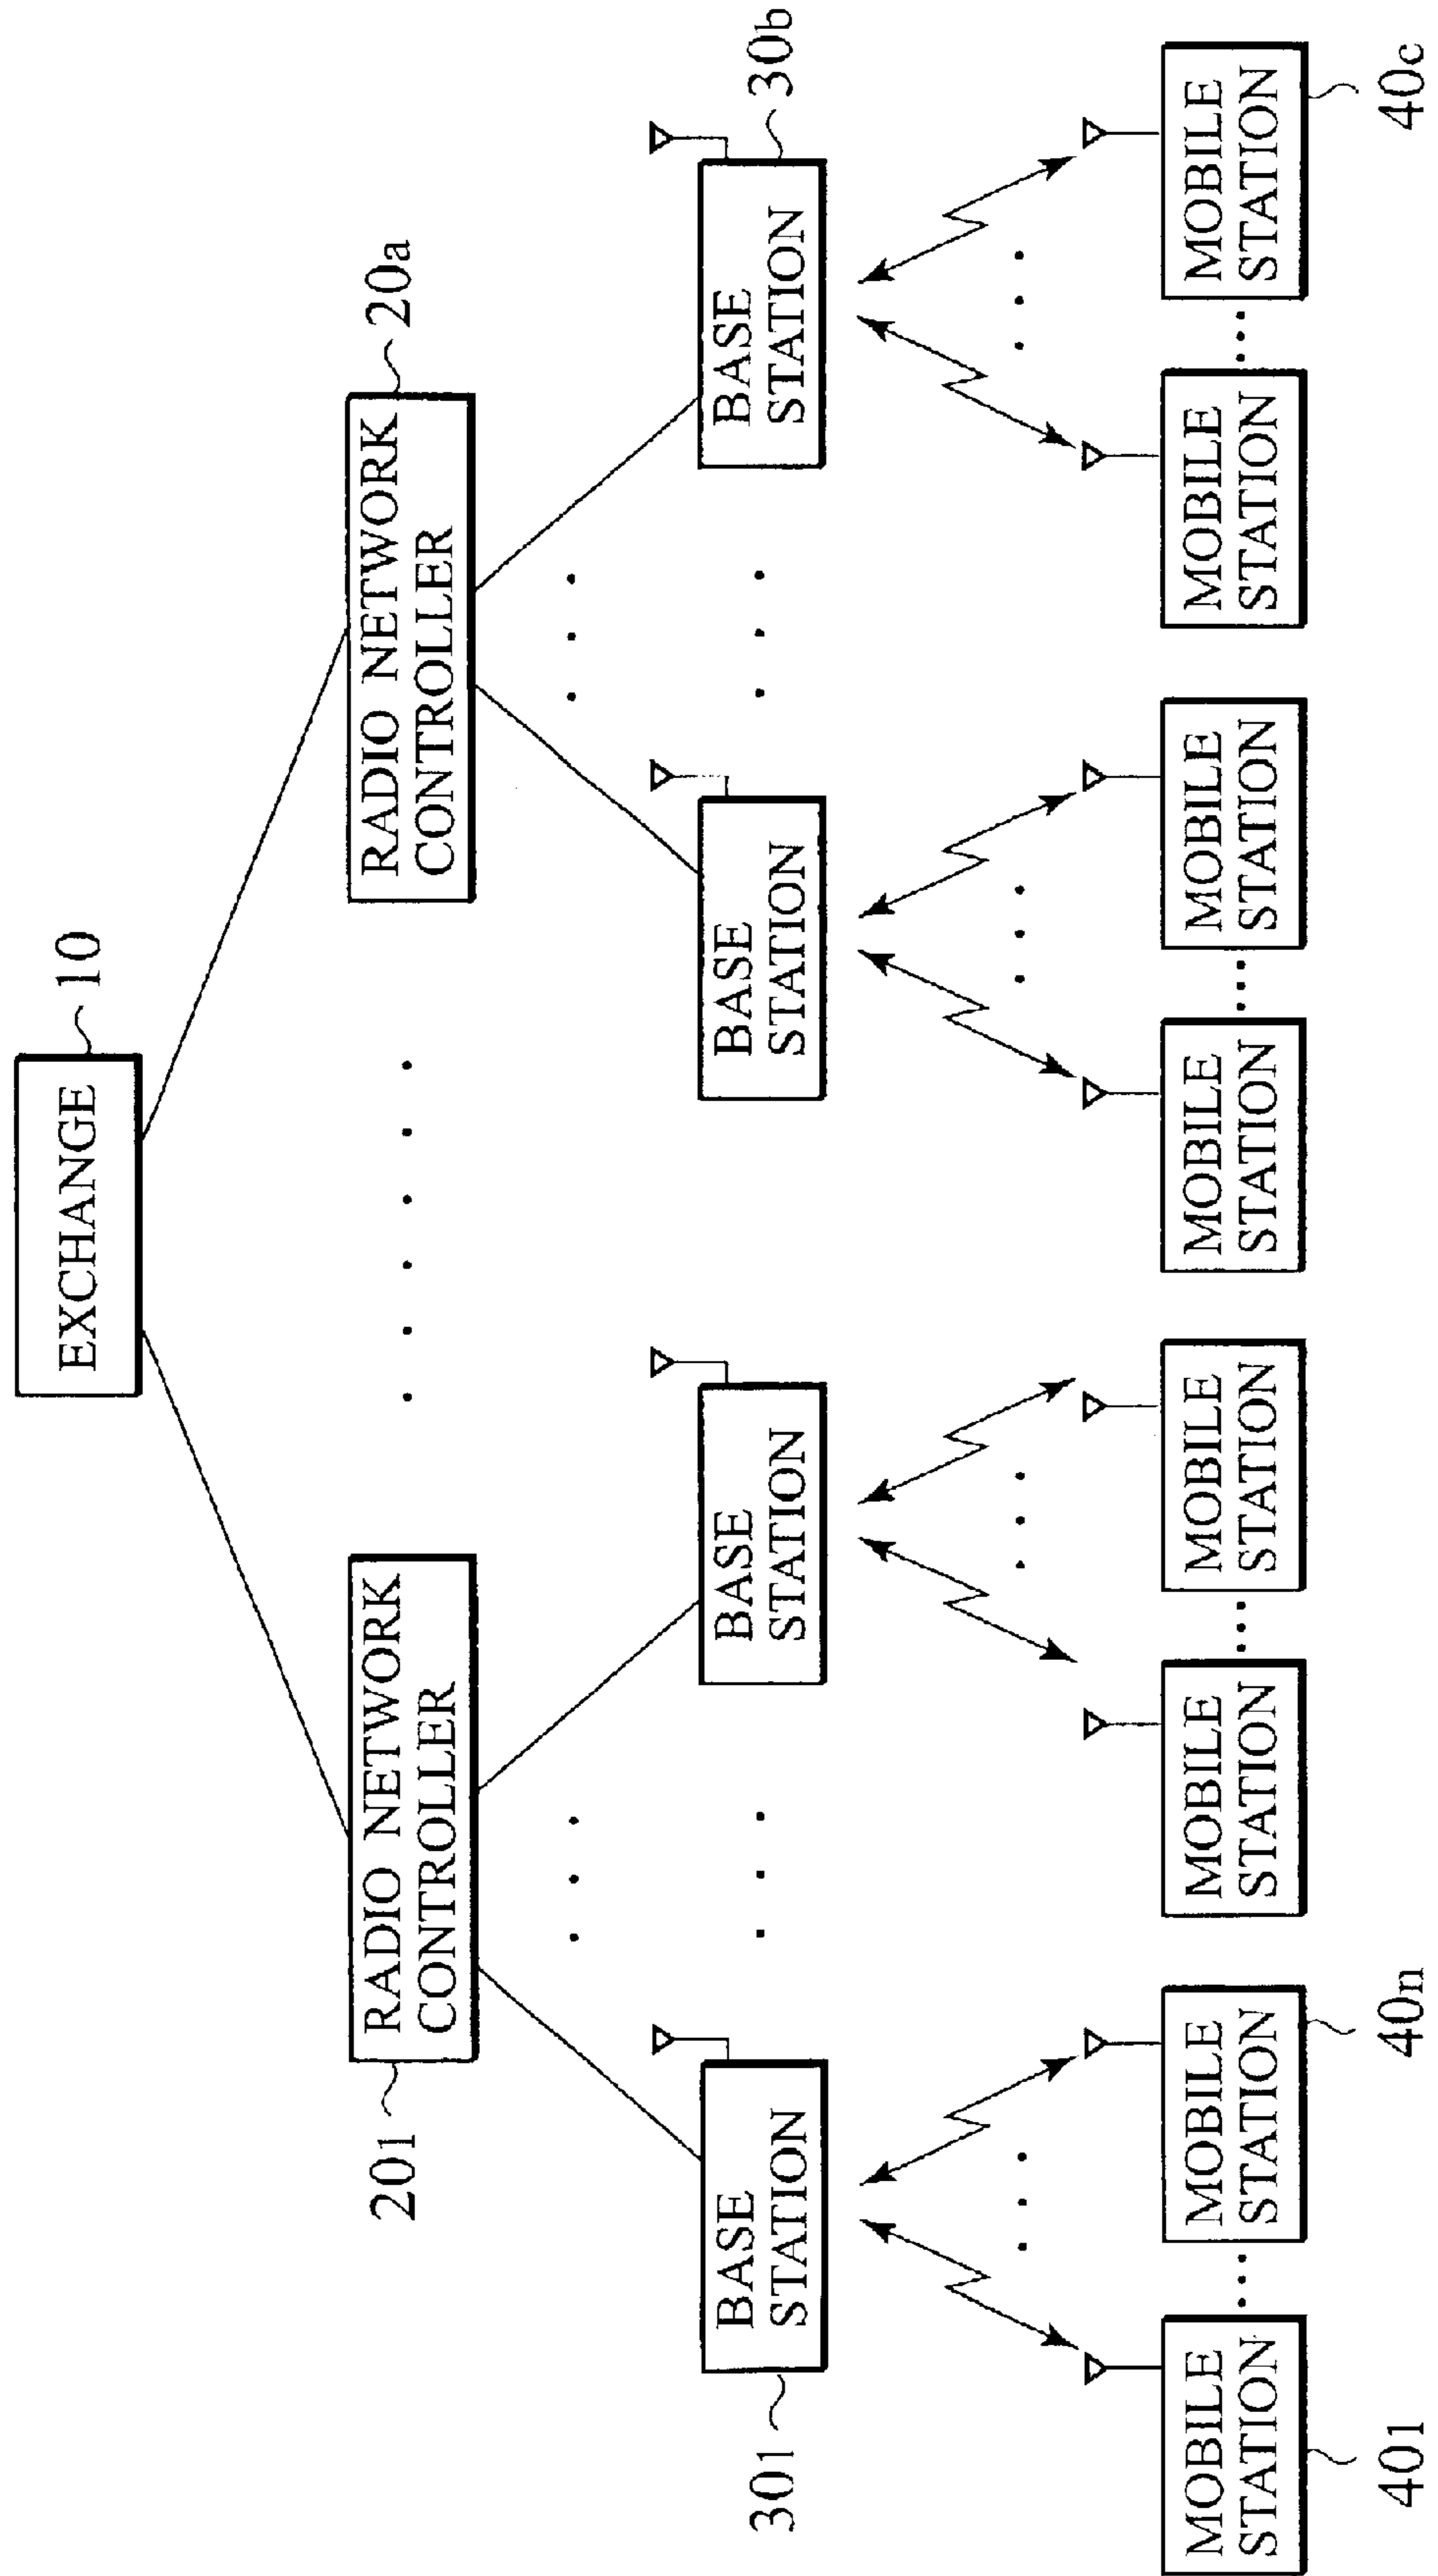 EXCHANGE
10
RADIO NETWORK
CONTROLLER
201
RADIO NETWORK
CONTROLLER
20a
BASE
STATION
301
BASE
STATION
BASE
STATION
BASE
STATION
30b
MOBILE
STATION
401
MOBILE
STATION
40n
MOBILE
STATION
MOBILE
STATION
MOBILE
STATION
MOBILE
STATION
MOBILE
STATION
MOBILE
STATION
40c